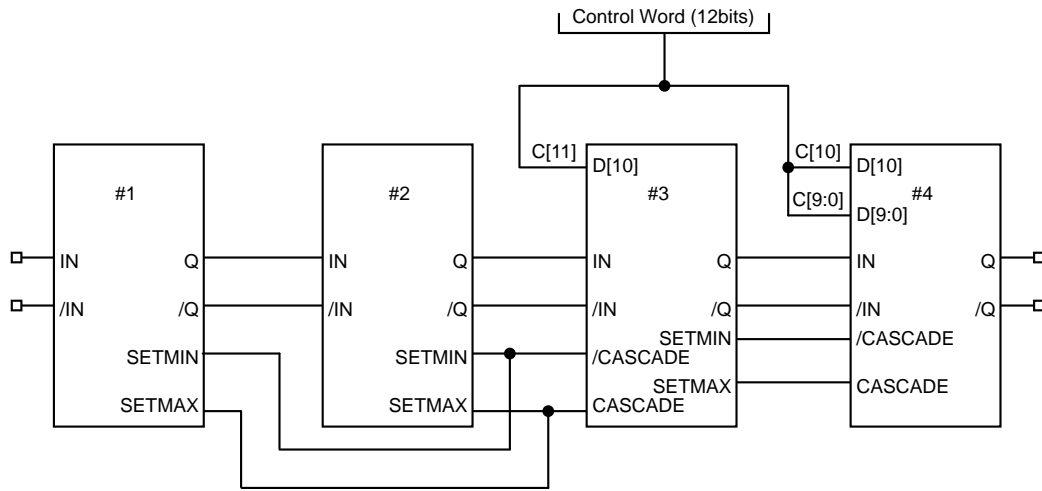 Control Word (12bits)
C[11]
C[10]
D[10]
D[10]
#1
#2
#3
#4
C[9:0]
D[9:0]
IN
Q
IN
Q
IN
Q
IN
Q
/IN
/Q
/IN
/Q
/IN
/Q
/IN
/Q
SETMIN
SETMIN
/CASCADE
SETMIN
/CASCADE
SETMAX
SETMAX
CASCADE
SETMAX
CASCADE